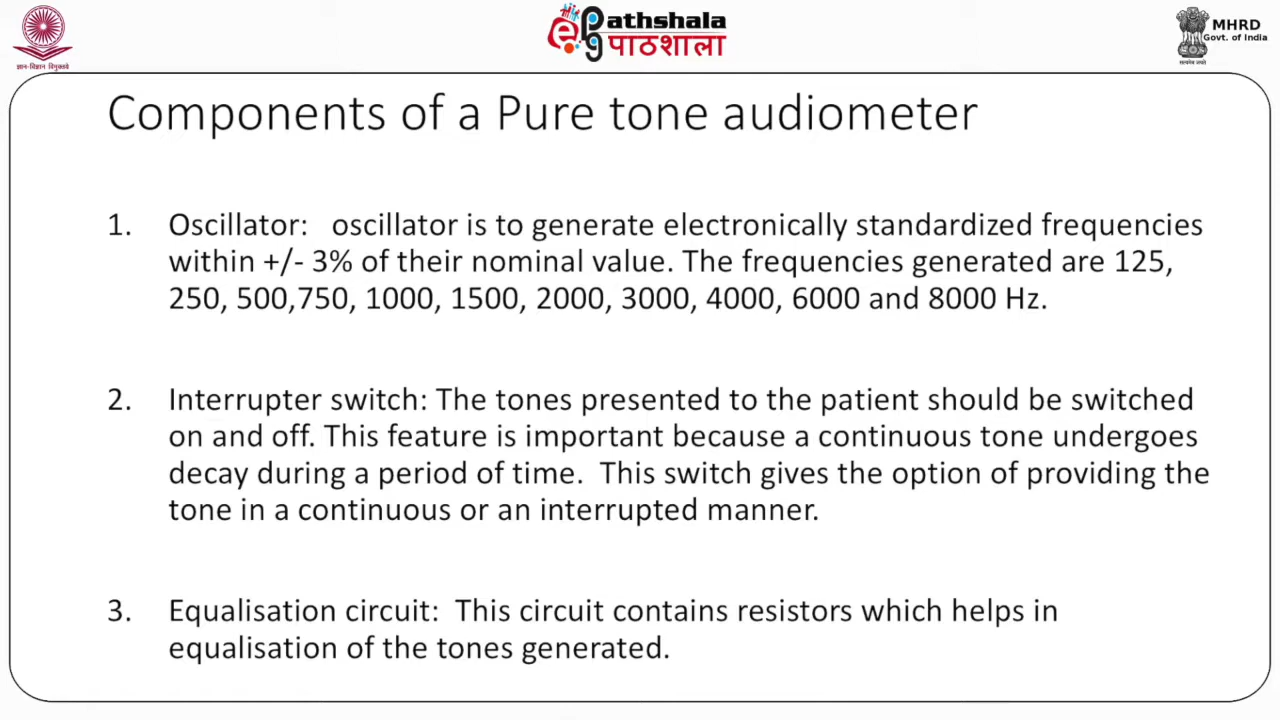 ज्ञान-विज्ञान विमुक्तये
ePathshala
पाठशाला
MHRD
Govt. of India
सत्यमेव जयते
Components of a Pure tone audiometer
1. Oscillator: oscillator is to generate electronically standardized frequencies
within +/- 3% of their nominal value. The frequencies generated are 125,
250, 500,750, 1000, 1500, 2000, 3000, 4000, 6000 and 8000 Hz.
2. Interrupter switch: The tones presented to the patient should be switched
on and off. This feature is important because a continuous tone undergoes
decay during a period of time. This switch gives the option of providing the
tone in a continuous or an interrupted manner.
3. Equalisation circuit: This circuit contains resistors which helps in
equalisation of the tones generated.